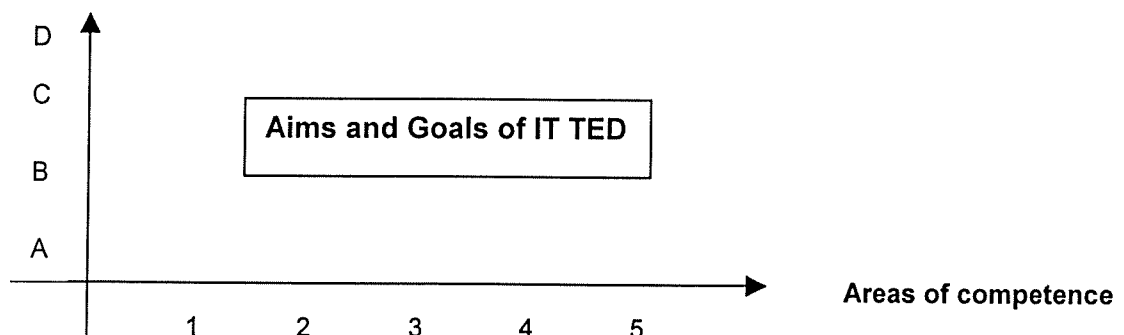 D
C
Aims and Goals of IT TED
B
A
Areas of competence
1 2 3 4 5